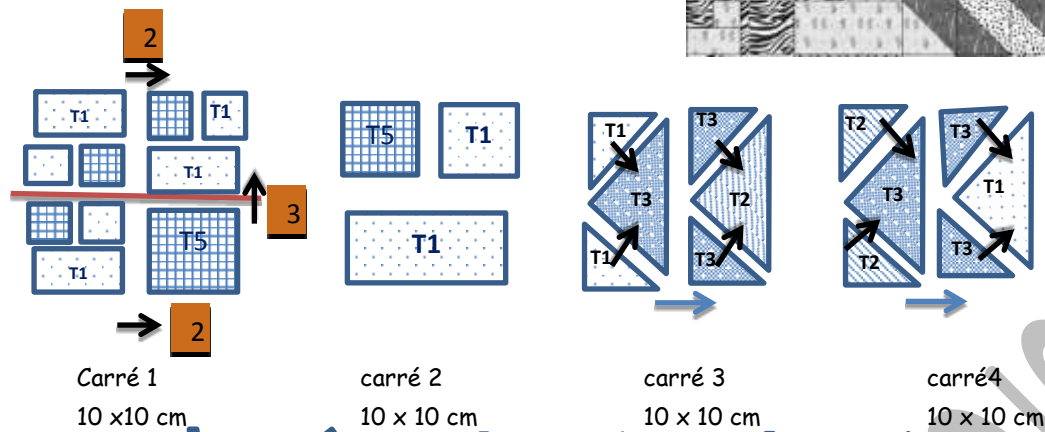 2
T1
T1
T1
T5
T1
3
2
T5
T1
T1
T1
T3
T1
T3
T2
T3
T2
T3
T2
T3
T1
T3
Carré 1
10 x10 cm
carré 2
10 x 10 cm
carré 3
10 x 10 cm
carré4
10 x 10 cm